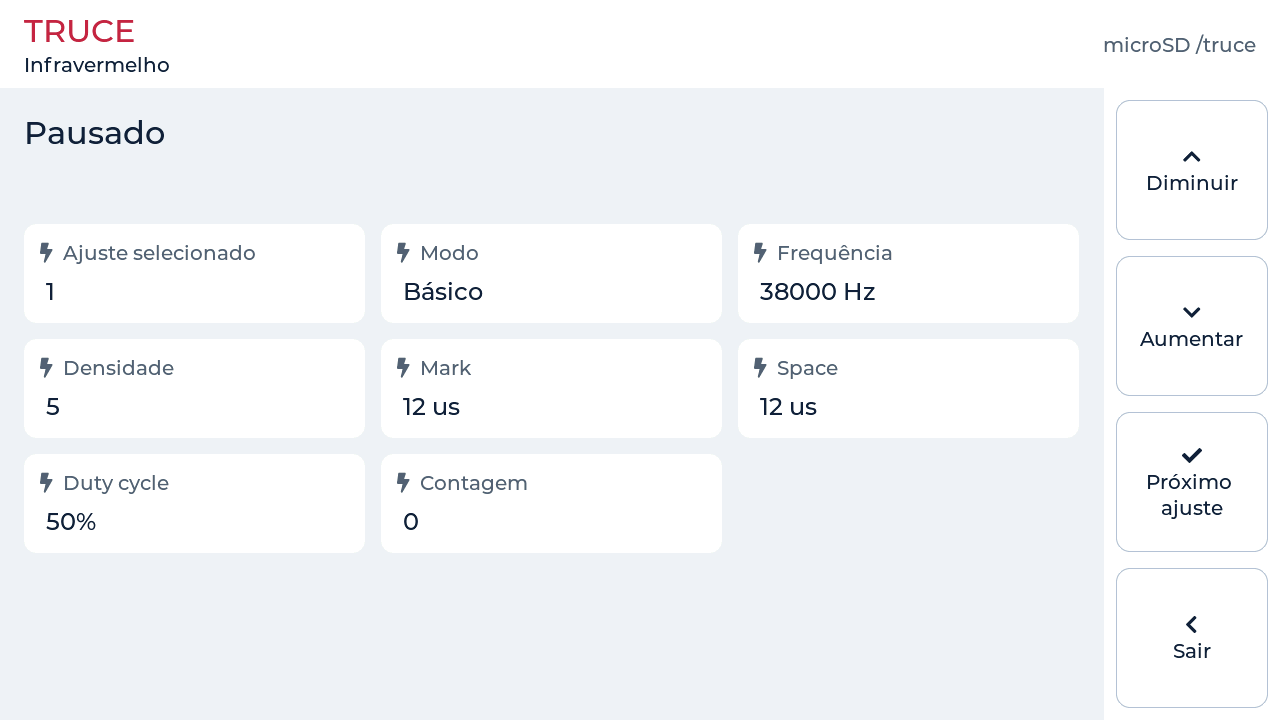 TRUCE
Infravermelho
microSD /truce
Pausado
Ajuste selecionado
1
Modo
Básico
Frequência
38000 Hz
Densidade
5
Mark
12 us
Space
12 us
Duty cycle
50%
Contagem
0
Diminuir
Aumentar
Próximo
ajuste
Sair